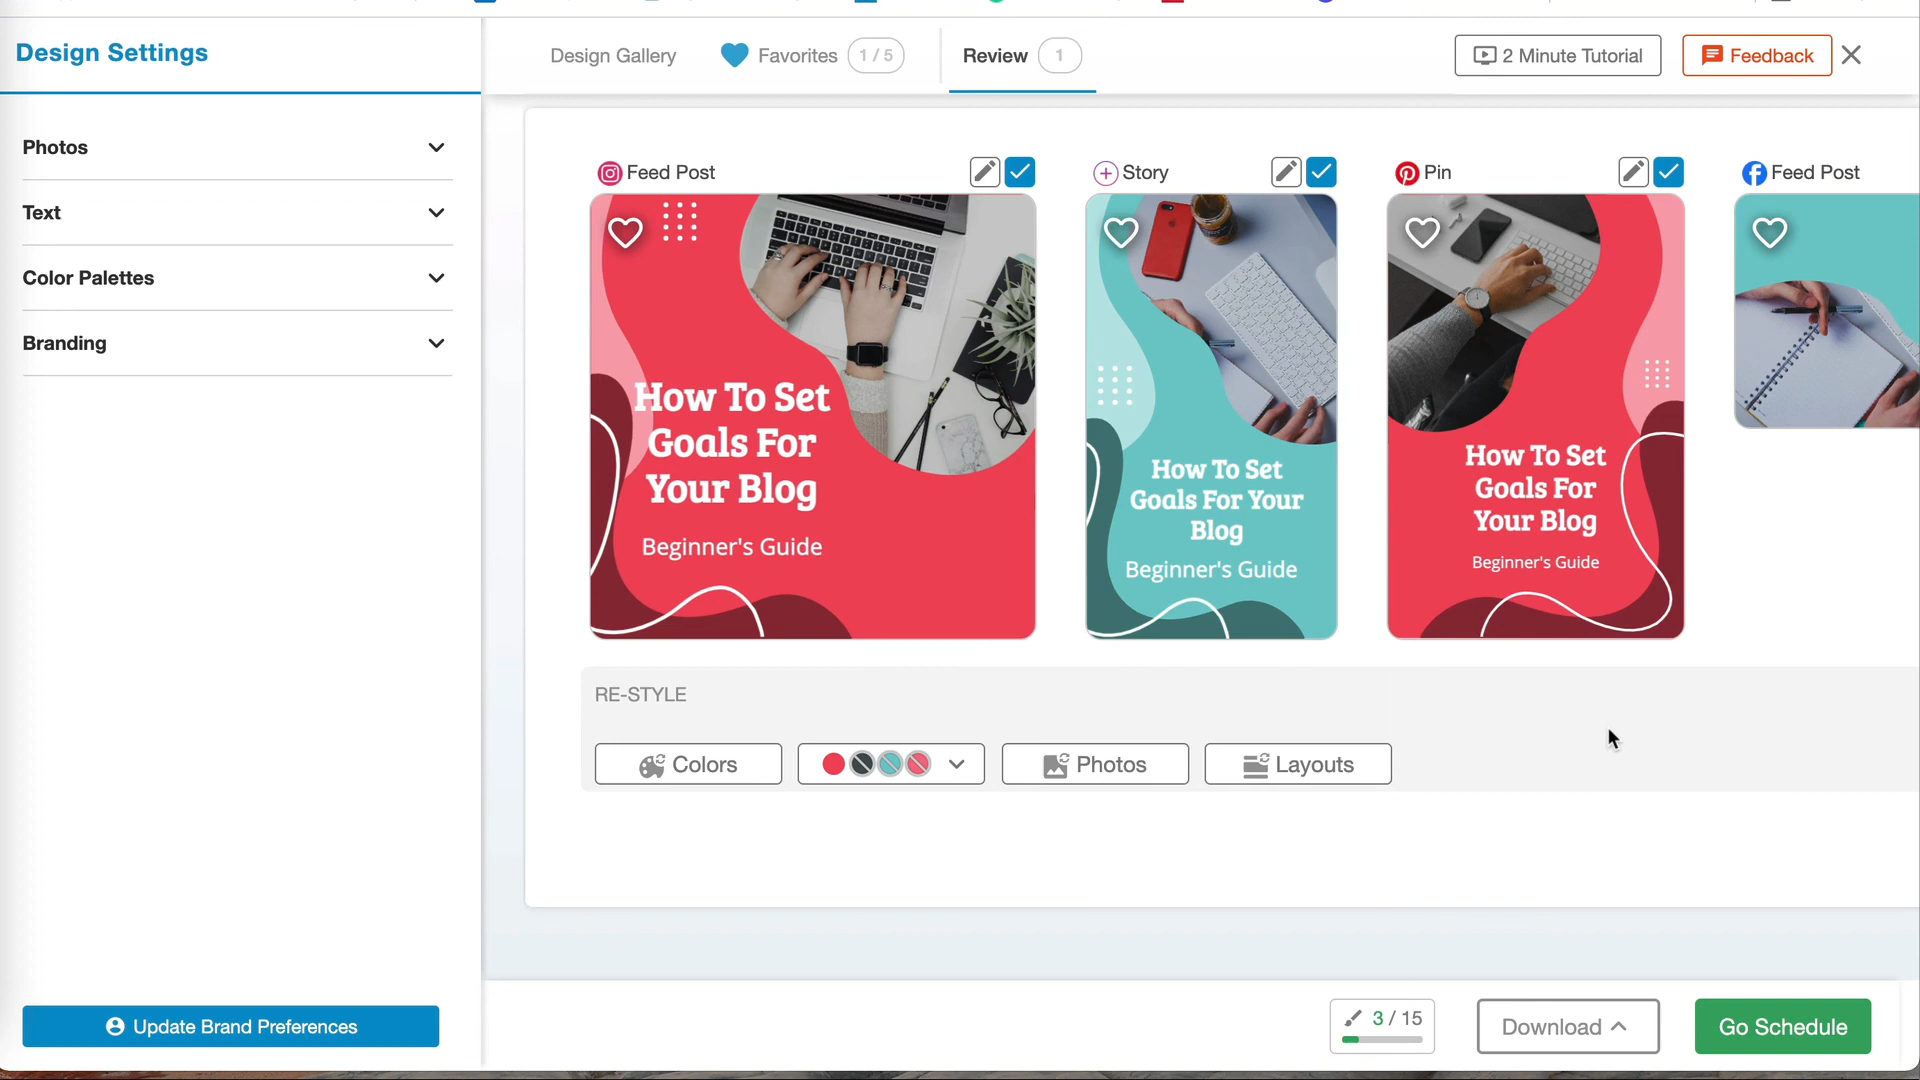 Design Settings
Design Gallery
Favorites
1 / 5
Review
1
2 Minute Tutorial
Feedback
Photos
Text
Color Palettes
Branding
Feed Post
Story
Pin
Feed Post
How To Set
Goals For
Your Blog
Beginner's Guide
How To Set
Goals For Your
Blog
Beginner's Guide
How To Set
Goals For
Your Blog
Beginner's Guide
RE-STYLE
Colors
Photos
Layouts
Update Brand Preferences
3 / 15
Download
Go Schedule